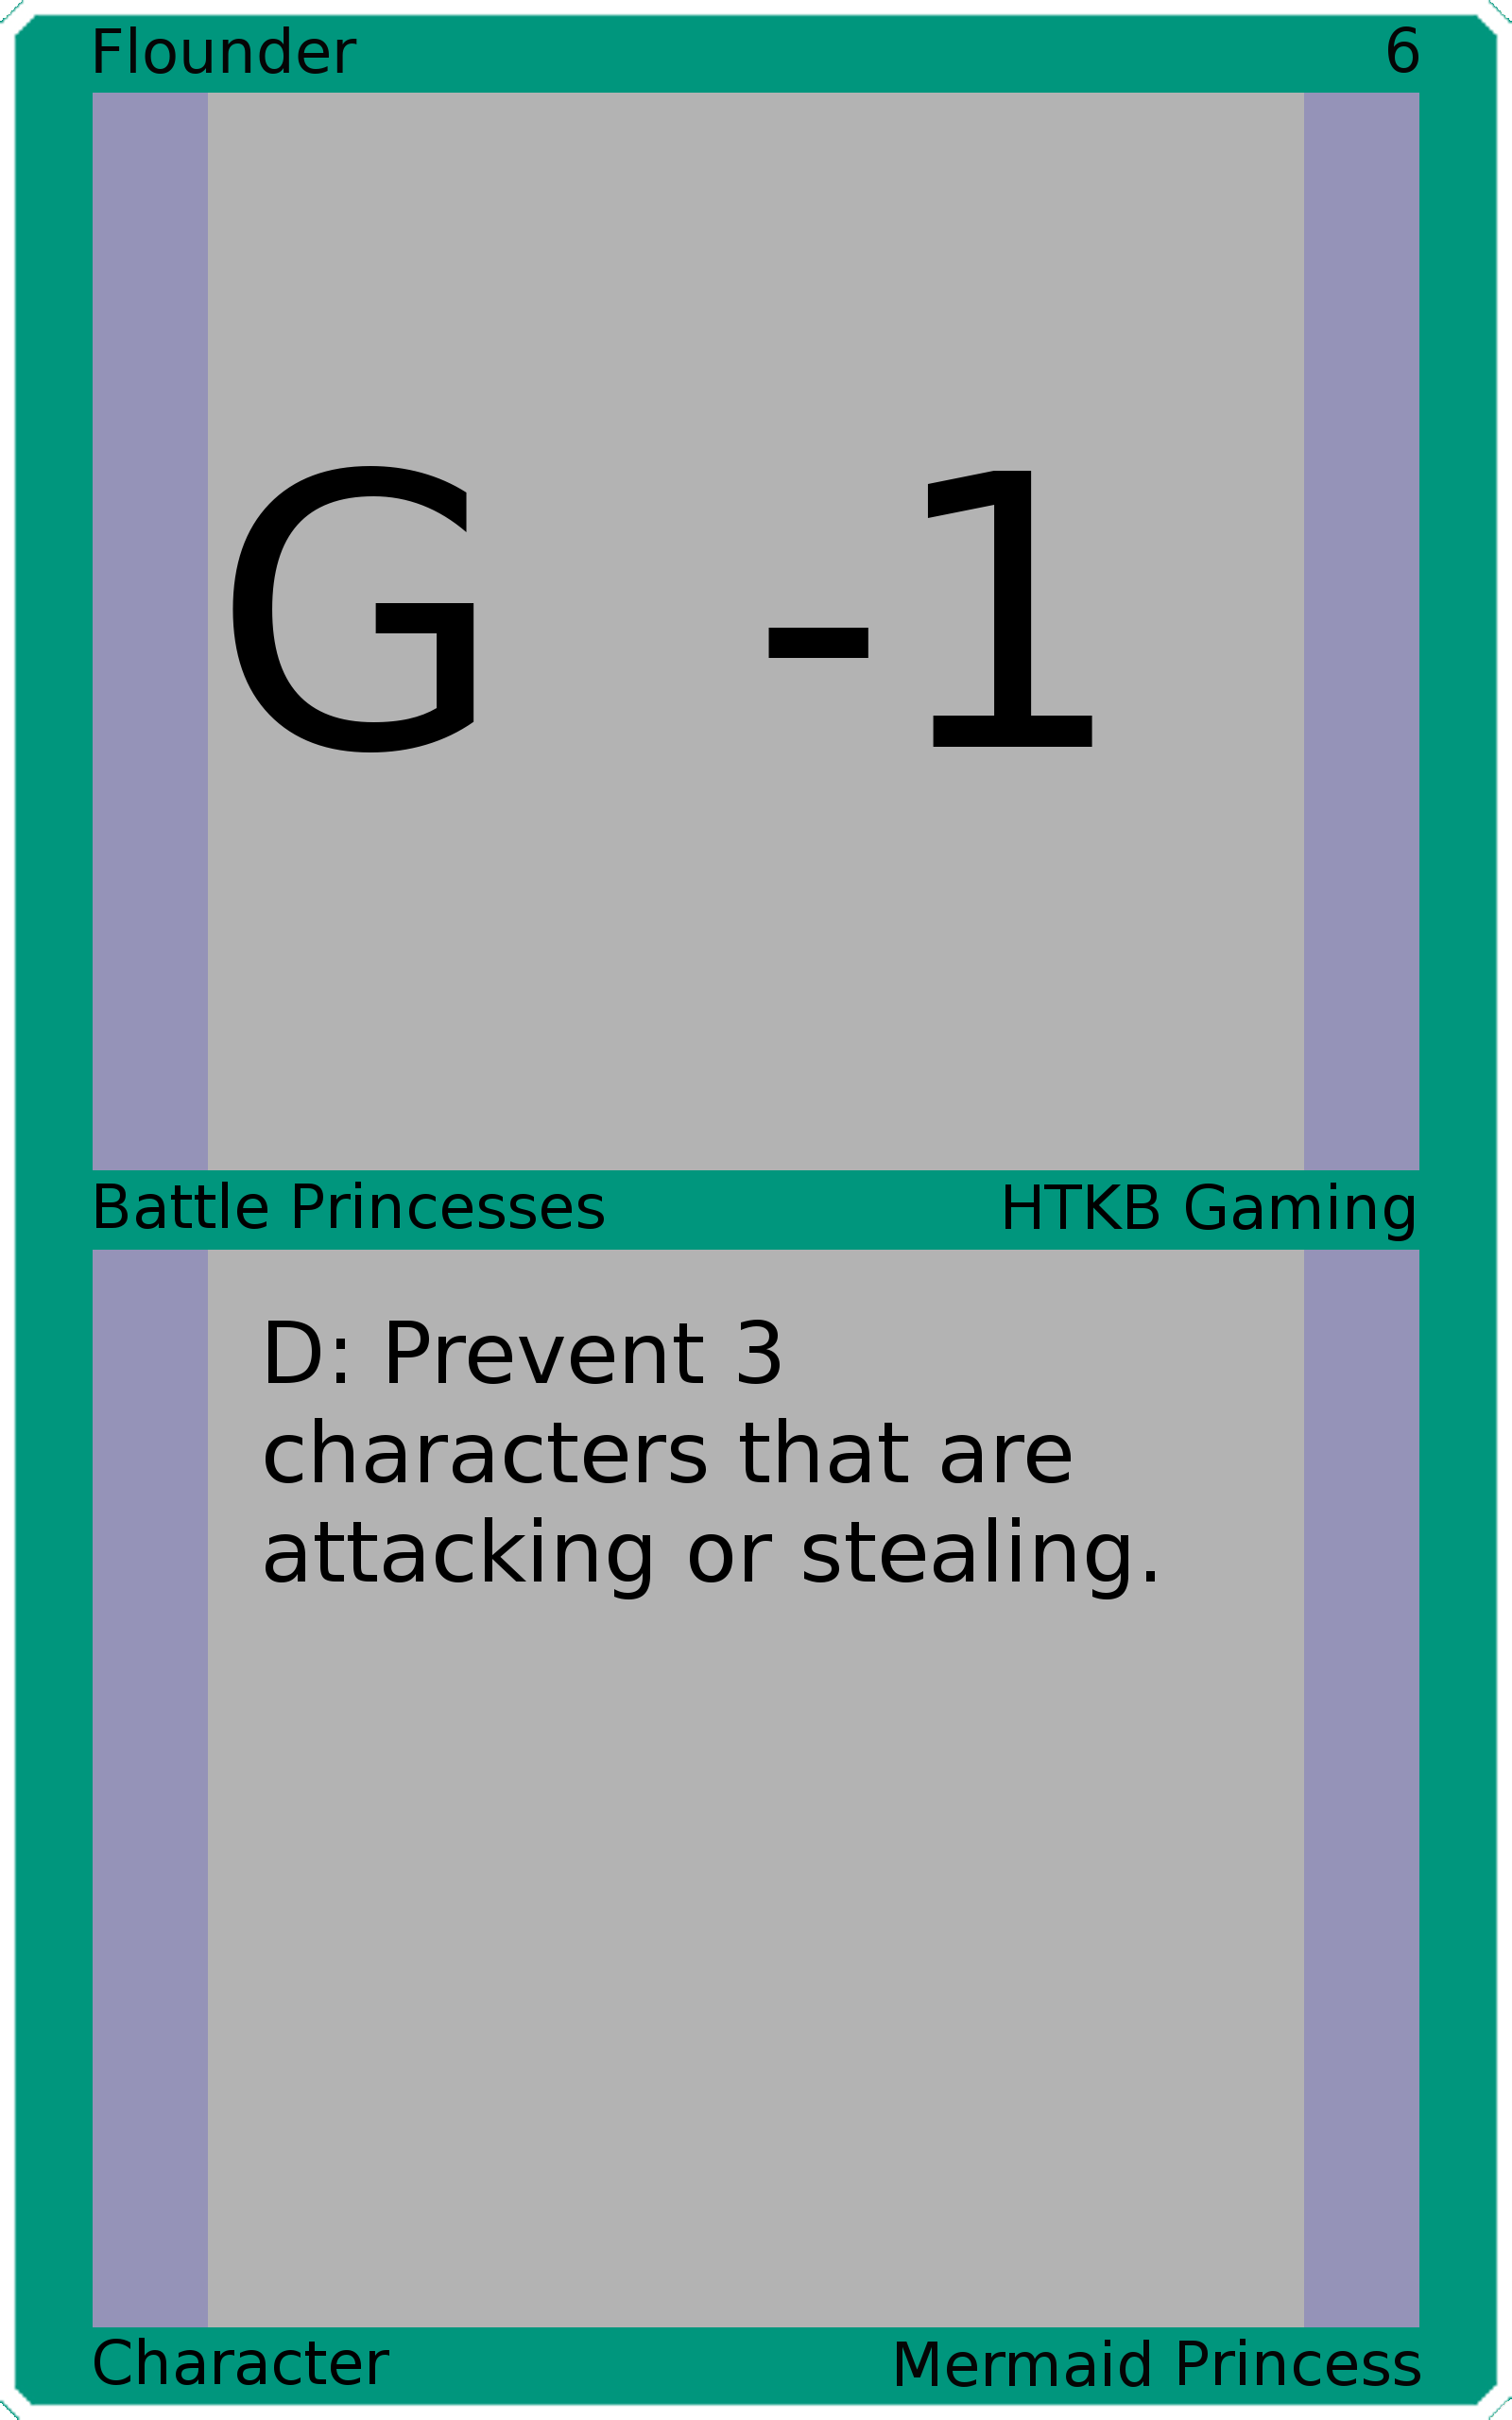 Flounder 6
G -1
Battle Princesses HTKB Gaming
D: Prevent 3
characters that are
attacking or stealing.
Character Mermaid Princess